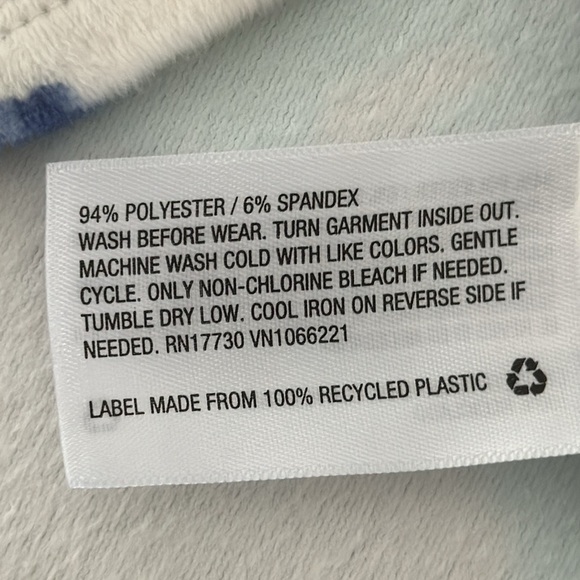 94% POLYESTER / 6% SPANDEX
WASH BEFORE WEAR. TURN GARMENT INSIDE OUT.
MACHINE WASH COLD WITH LIKE COLORS. GENTLE
CYCLE. ONLY NON-CHLORINE BLEACH IF NEEDED.
TUMBLE DRY LOW. COOL IRON ON REVERSE SIDE IF
NEEDED. RN17730 VN1066221
LABEL MADE FROM 100% RECYCLED PLASTIC